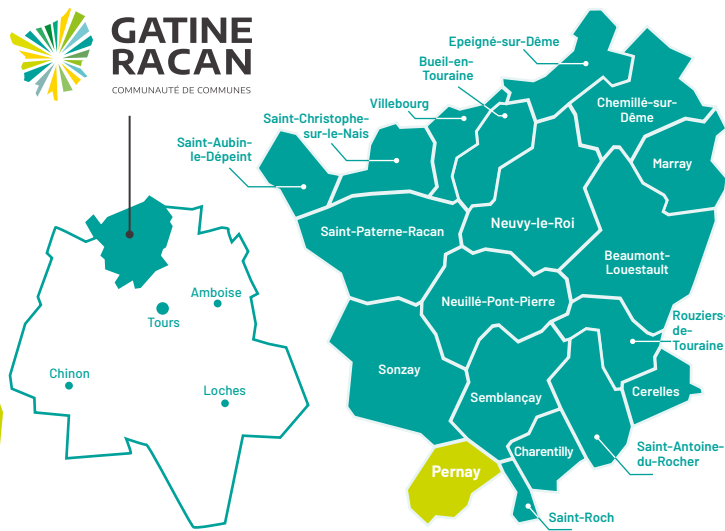 GATINE
RACAN
COMMUNAUTÉ DE COMMUNES
Epeigné-sur-Dême
Bueil-en-
Touraine
Villebourg
Chemillé-sur-
Dême
Saint-Christophe-
sur-le-Nais
Saint-Aubin-
le-Dépeint
Marray
Saint-Paterne-Racan
Neuvy-le-Roi
Beaumont-
Louestault
Neuillé-Pont-Pierre
Rouziers-
de-
Touraine
Sonzay
Semblançay
Cerelles
Charentilly
Saint-Antoine-
du-Rocher
Pernay
Saint-Roch
Amboise
Tours
Chinon
Loches